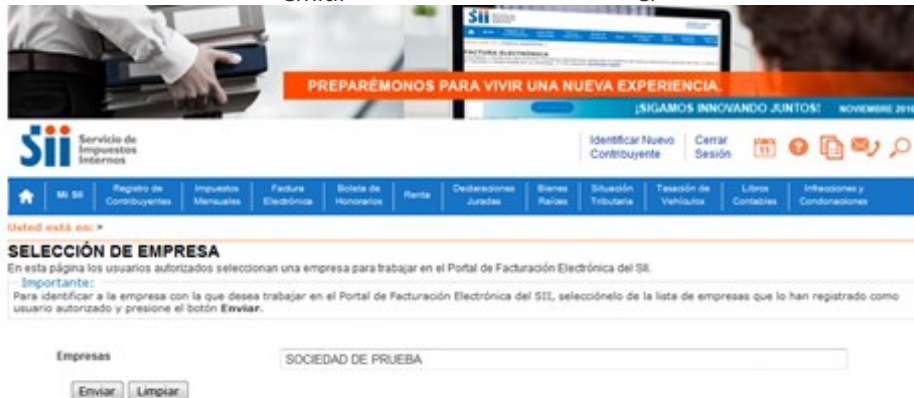 PREPARÉMONOS PARA VIVIR UNA NUEVA EXPERIENCIA.
¡SIGAMOS INNOVANDO JUNTOS! NOVIEMBRE
Sii Servicio de Impuestos Internos
Identificar Nuevo Contribuyente
Cerrar Sesión
Mi SII
Registro de Contribuyentes
Impuestos Mensuales
Factura Electrónica
Boleta de Honorarios
Renta
Declaraciones Juradas
Bienes Raíces
Situación Tributaria
Tasación de Vehículos
Libros Contables
Infracciones y Condonaciones
Usted está en: >
SELECCIÓN DE EMPRESA
En esta página los usuarios autorizados seleccionan una empresa para trabajar en el Portal de Facturación Electrónica del SII.
Importante:
Para identificar a la empresa con la que desea trabajar en el Portal de Facturación Electrónica del SII, selecciónelo de la lista de empresas que lo han registrado como
usuario autorizado y presione el botón Enviar.
Empresas SOCIEDAD DE PRUEBA
Enviar Limpiar